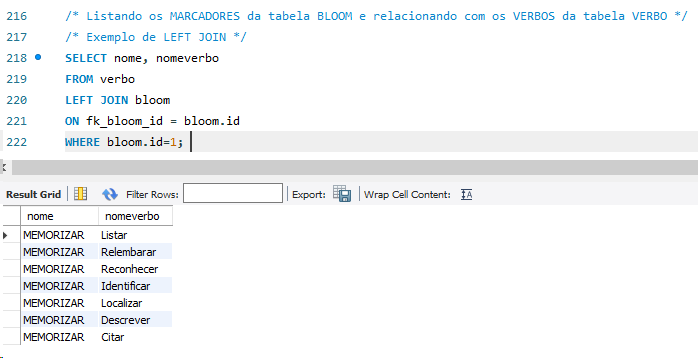 216 /* Listando os MARCADORES da tabela BLOOM e relacionando com os VERBOS da tabela VERBO */
217 /* Exemplo de LEFT JOIN */
218 SELECT nome, nomeverbo
219 FROM verbo
220 LEFT JOIN bloom
221 ON fk_bloom_id = bloom.id
222 WHERE bloom.id=1;
Result Grid Filter Rows: Export: Wrap Cell Content:
nome nomeverbo
MEMORIZAR Listar
MEMORIZAR Relembarar
MEMORIZAR Reconhecer
MEMORIZAR Identificar
MEMORIZAR Localizar
MEMORIZAR Descrever
MEMORIZAR Citar